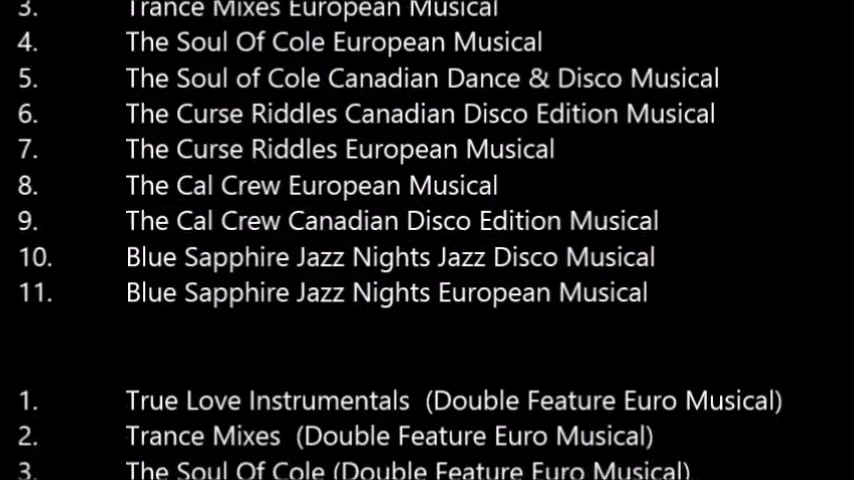 3. Trance Mixes European Musical
4. The Soul Of Cole European Musical
5. The Soul of Cole Canadian Dance & Disco Musical
6. The Curse Riddles Canadian Disco Edition Musical
7. The Curse Riddles European Musical
8. The Cal Crew European Musical
9. The Cal Crew Canadian Disco Edition Musical
10. Blue Sapphire Jazz Nights Jazz Disco Musical
11. Blue Sapphire Jazz Nights European Musical
1. True Love Instrumentals (Double Feature Euro Musical)
2. Trance Mixes (Double Feature Euro Musical)
3. The Soul Of Cole (Double Feature Euro Musical)